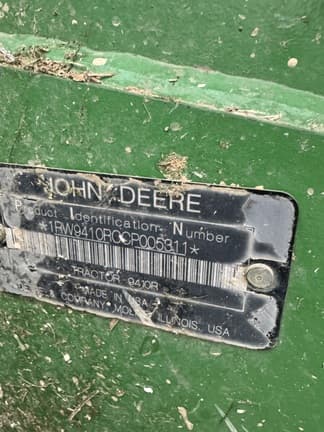 JOHN DEERE
Product Identification Number
*1RW9410RCCP005311*
TRACTOR 9410R
MADE IN USA
COMPANY MOLINE, ILLINOIS, USA